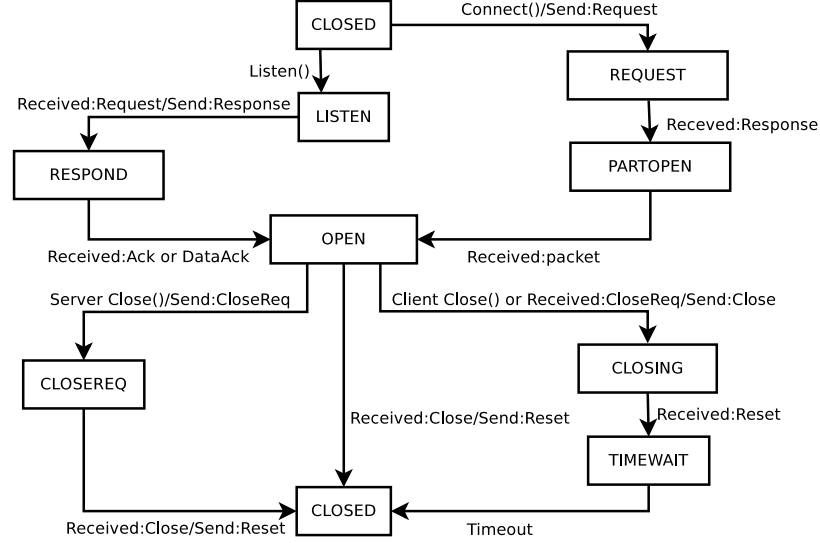 CLOSED
Connect()/Send:Request
Listen()
REQUEST
Received:Request/Send:Response
LISTEN
Receved:Response
RESPOND
PARTOPEN
OPEN
Received:Ack or DataAck
Received:packet
Server Close()/Send:CloseReq
Client Close() or Received:CloseReq/Send:Close
CLOSEREQ
CLOSING
Received:Close/Send:Reset
Received:Reset
TIMEWAIT
CLOSED
Received:Close/Send:Reset
Timeout